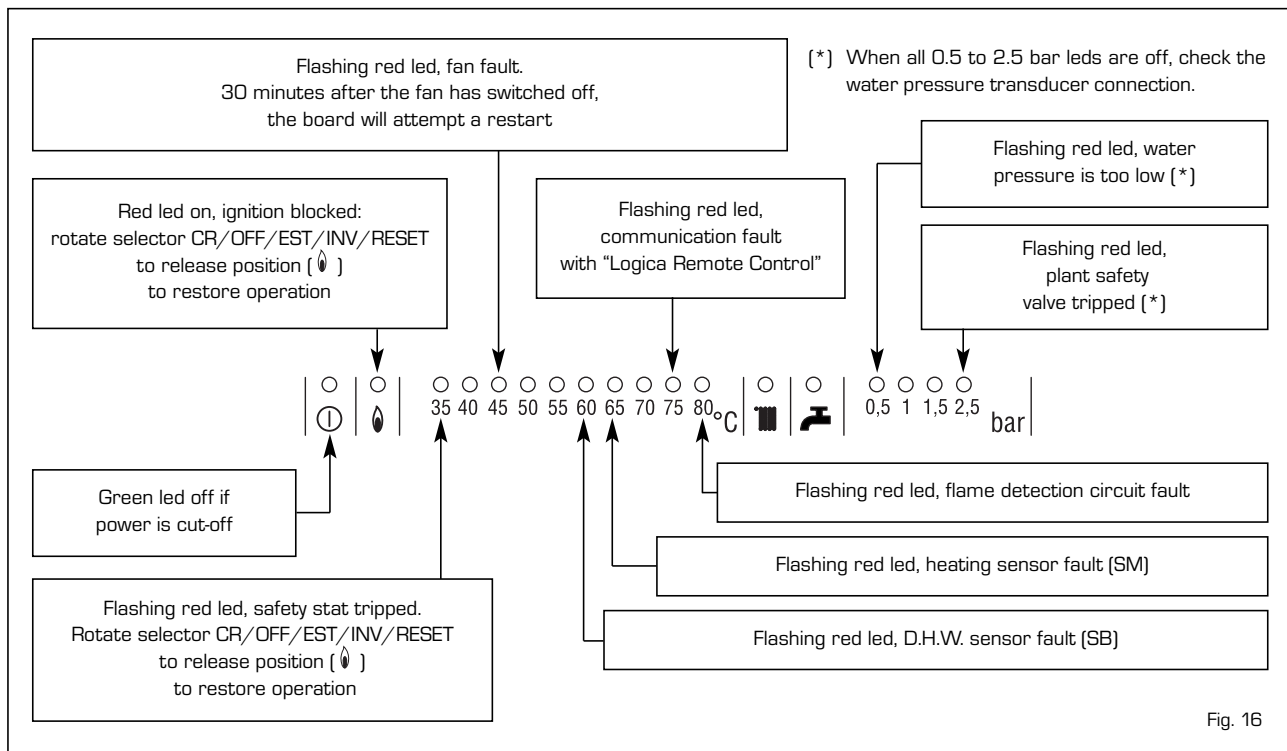 Flashing red led, fan fault.
30 minutes after the fan has switched off,
the board will attempt a restart
(*) When all 0.5 to 2.5 bar leds are off, check the
water pressure transducer connection.
Flashing red led, water
pressure is too low (*)
Red led on, ignition blocked:
rotate selector CR/OFF/EST/INV/RESET
to release position ( )
to restore operation
Flashing red led,
communication fault
with “Logica Remote Control”
Flashing red led,
plant safety
valve tripped (*)
35 40 45 50 55 60 65 70 75 80 °C 0,5 1 1,5 2,5 bar
Green led off if
power is cut-off
Flashing red led, flame detection circuit fault
Flashing red led, heating sensor fault (SM)
Flashing red led, safety stat tripped.
Rotate selector CR/OFF/EST/INV/RESET
to release position ( )
to restore operation
Flashing red led, D.H.W. sensor fault (SB)
Fig. 16